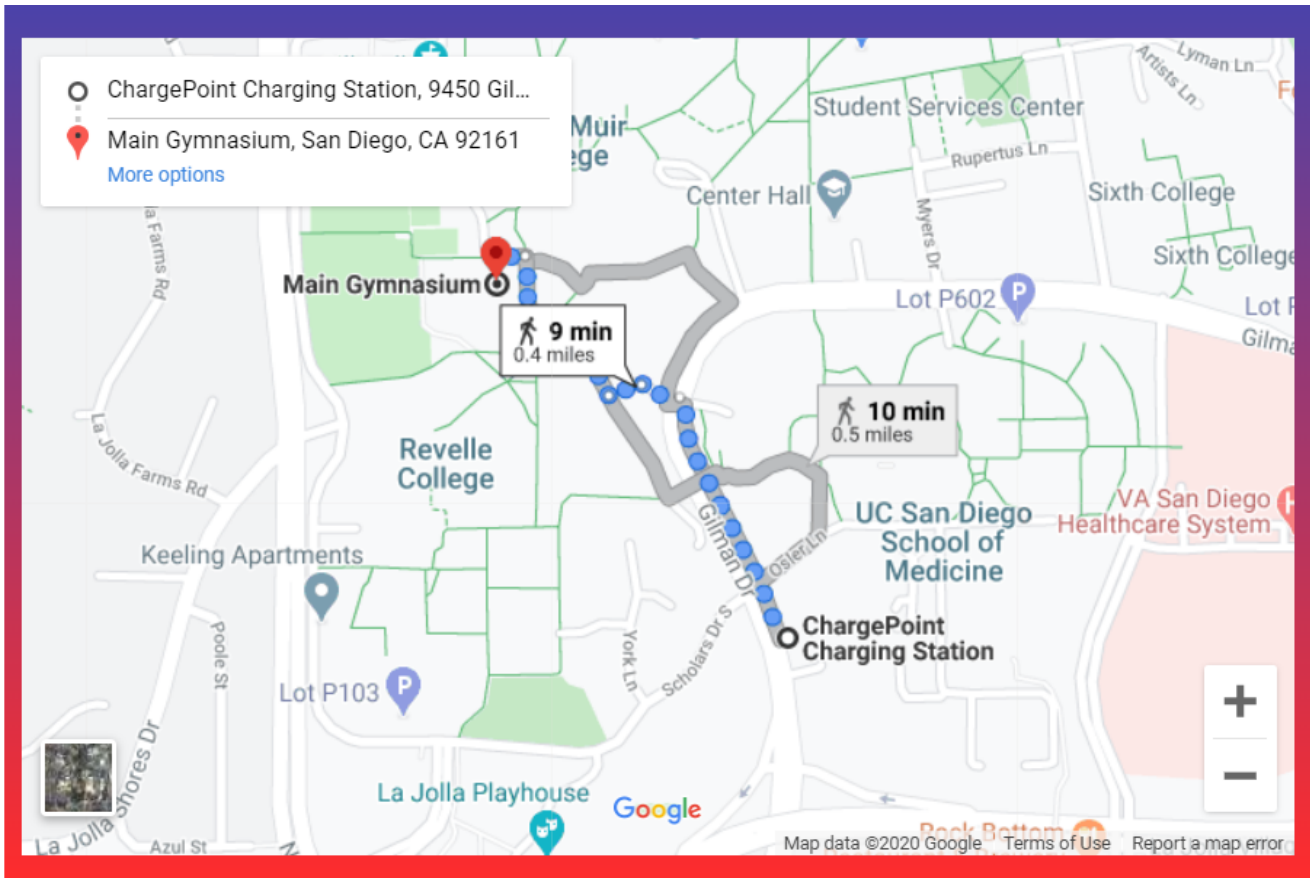 ChargePoint Charging Station, 9450 Gil...
Main Gymnasium, San Diego, CA 92161
More options
Muir
ege
Student Services Center
Artists Ln
Lyman Ln
Rupertus Ln
Center Hall
Myers Dr
Sixth College
Sixth College
la Farms Rd
Main Gymnasium
Lot P602
P
Lot
Gilma
9 min
0.4 miles
10 min
0.5 miles
La Jolla Farms Rd
Revelle
College
Gilman Dr
Osler Ln
UC San Diego
School of
Medicine
VA San Diego
Healthcare System
H
Keeling Apartments
ChargePoint
Charging Station
Poole St
York Ln
Scholars Dr S
Lot P103
P
La Jolla Shores Dr
La Jolla Playhouse
Google
Azul St
N
Rock Bottom
Map data ©2020 Google
Terms of Use
Report a map error